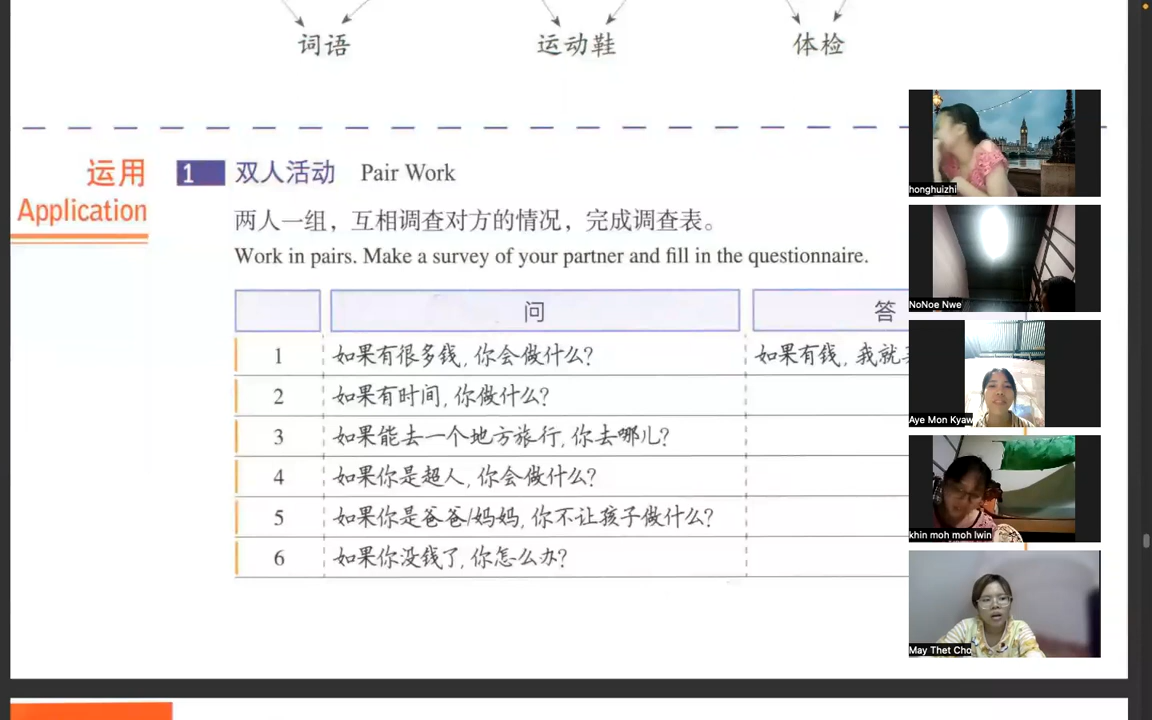 词语 运动鞋 体检
运用
Application
1 双人活动 Pair Work
两人一组，互相调查对方的情况，完成调查表。
Work in pairs. Make a survey of your partner and fill in the questionnaire.
问 答
1 如果有很多钱，你会做什么？ 如果有钱，我就
2 如果有时间，你做什么？
3 如果能去一个地方旅行，你去哪儿？
4 如果你是超人，你会做什么？
5 如果你是爸爸/妈妈，你不让孩子做什么？
6 如果你没钱了，你怎么办？
honghuizhi
NoNoe Nwe
Aye Mon Kyaw
khin moh moh lwin
May Thet Cho